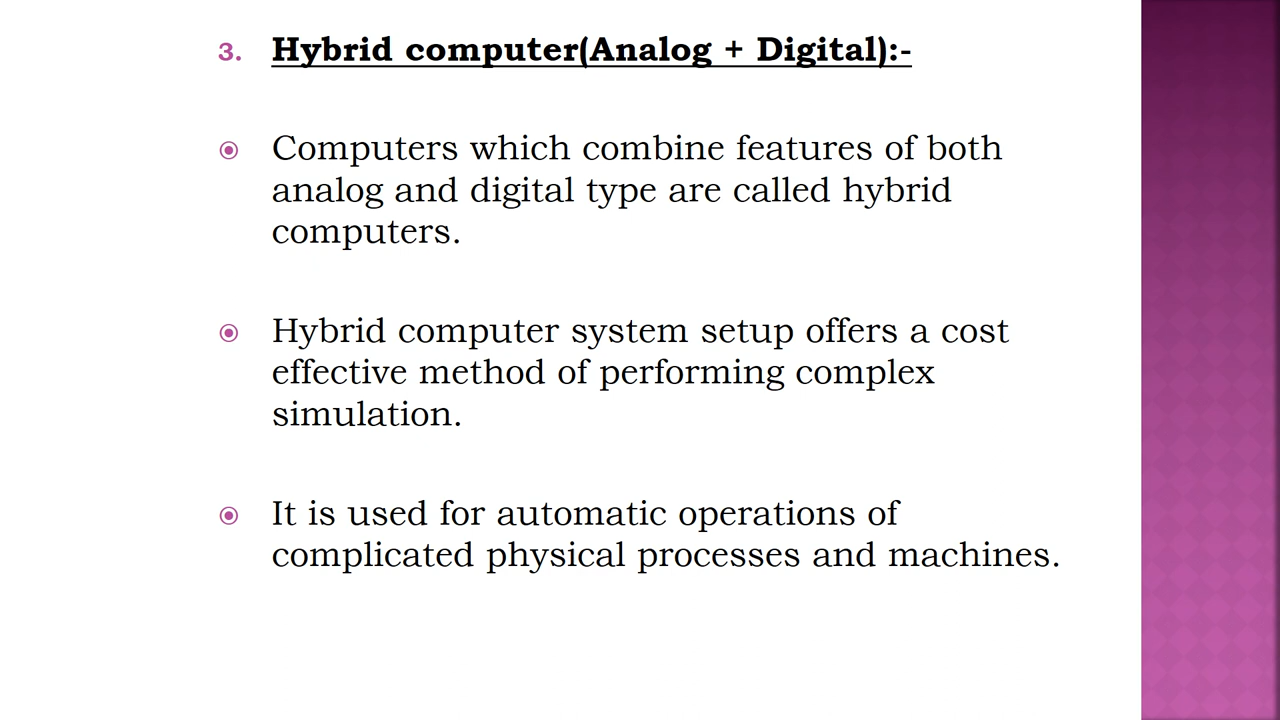 3. Hybrid computer(Analog + Digital):-
Computers which combine features of both
analog and digital type are called hybrid
computers.
Hybrid computer system setup offers a cost
effective method of performing complex
simulation.
It is used for automatic operations of
complicated physical processes and machines.